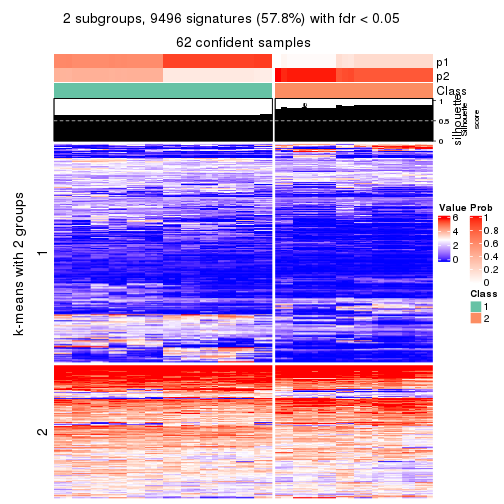 2 subgroups, 9496 signatures (57.8%) with fdr < 0.05
62 confident samples
p1
p2
Class
silhouette
Silhouette
score
1
0.5
0
k-means with 2 groups
1
2
Value
6
4
2
0
Prob
1
0.8
0.6
0.4
0.2
0
Class
1
2